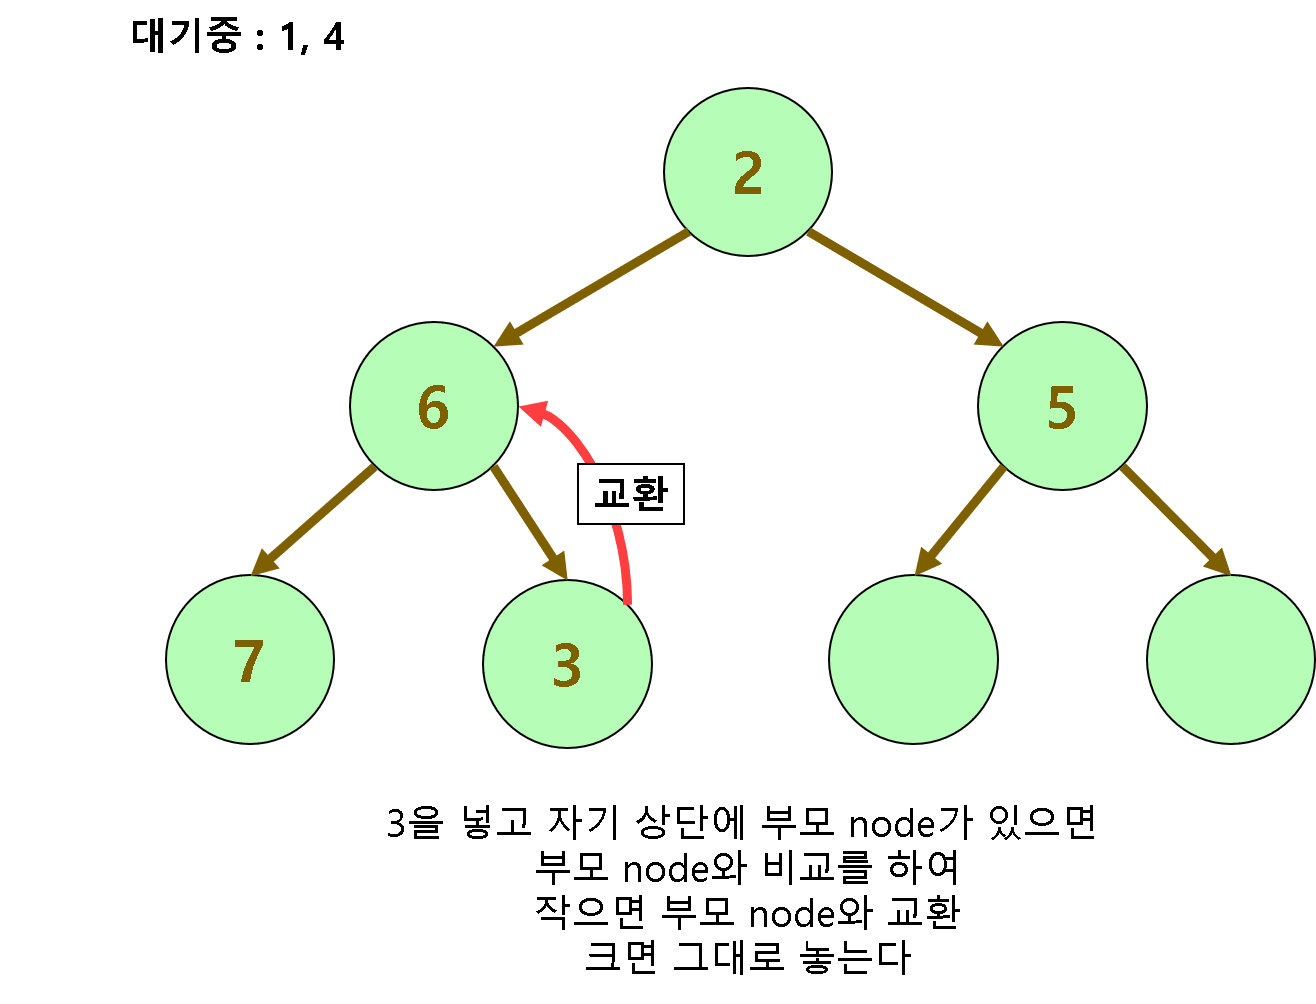 대기중 : 1, 4
2
6
5
교환
7
3
3을 넣고 자기 상단에 부모 node가 있으면
부모 node와 비교를 하여
작으면 부모 node와 교환
크면 그대로 놓는다